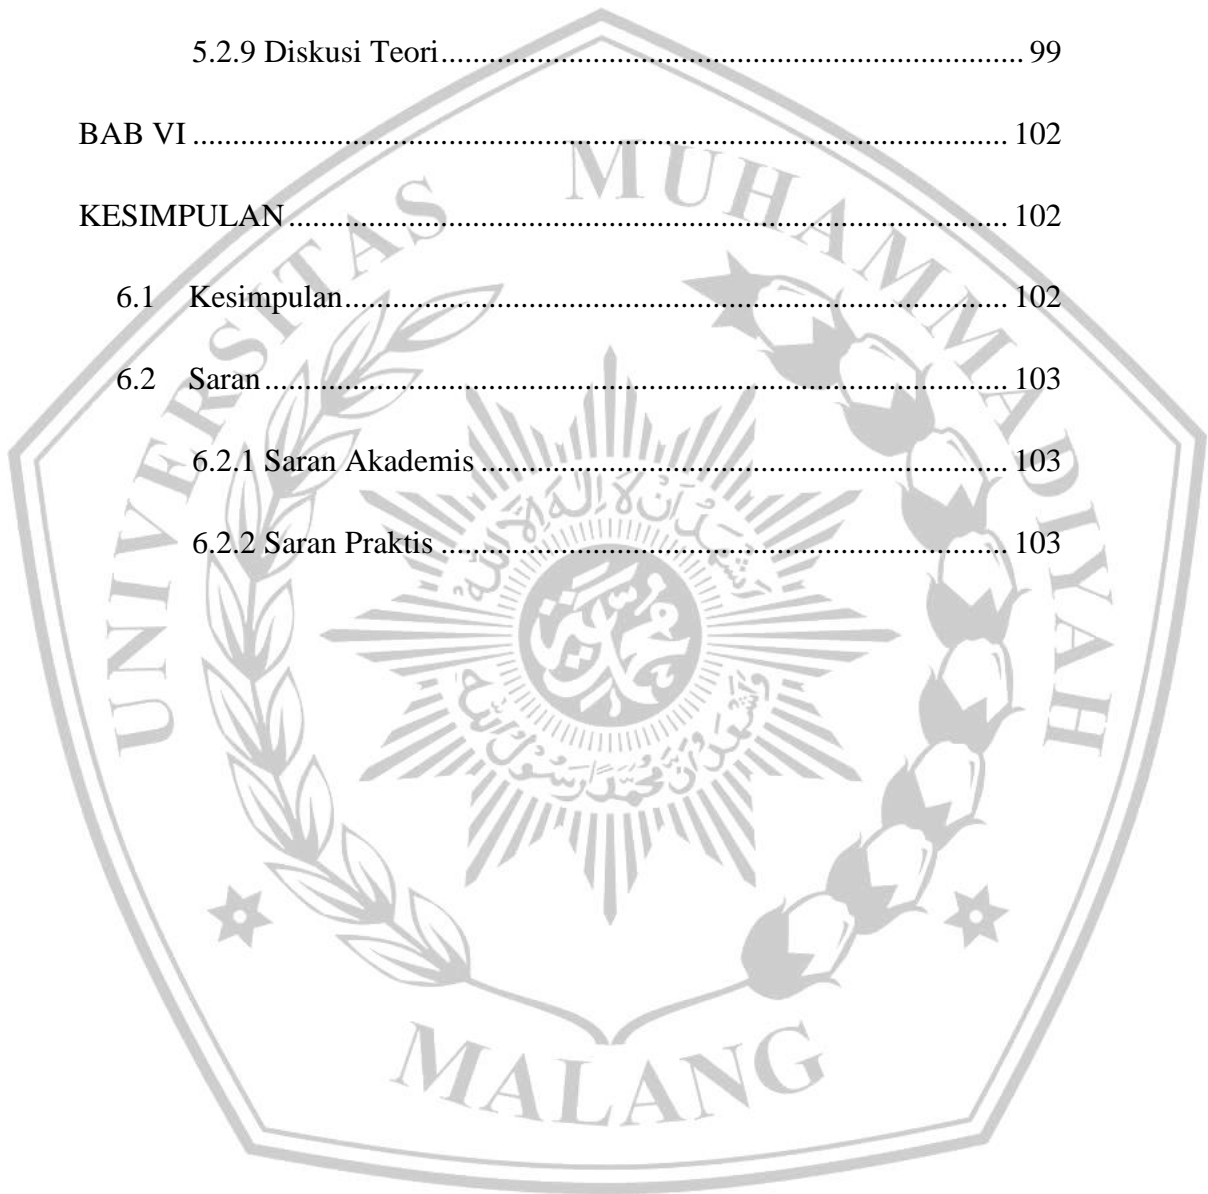 5.2.9 Diskusi Teori........................................................................ 99
BAB VI ..................................................................................................... 102
KESIMPULAN......................................................................................... 102
6.1 Kesimpulan.................................................................................. 102
6.2 Saran............................................................................................ 103
6.2.1 Saran Akademis ................................................................. 103
6.2.2 Saran Praktis ...................................................................... 103
UNIVERSITAS MUHAMMADIYAH
MALANG